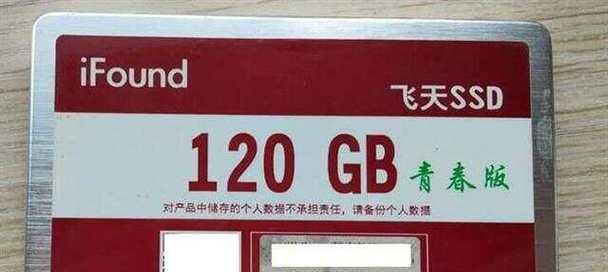 iFound
飞天SSD
120 GB 青春版
对产品中储存的个人数据不承担责任，请备份个人数据